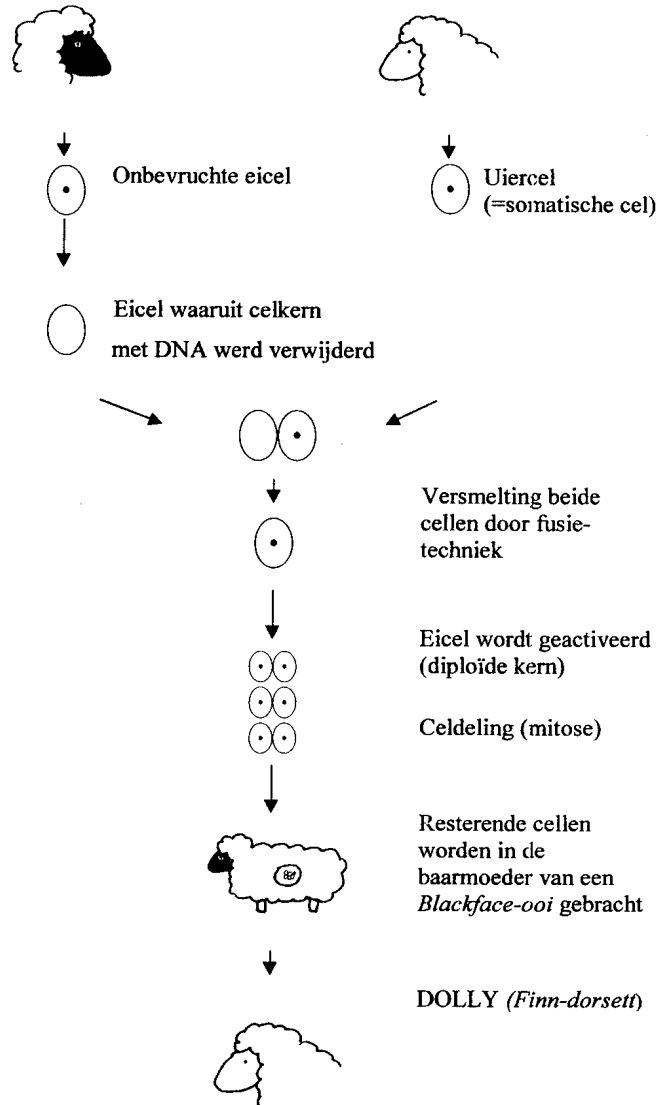 Onbevruchte eicel
Uiercel
(=somatische cel)
Eicel waaruit celkern
met DNA werd verwijderd
Versmelting beide
cellen door fusie-
techniek
Eicel wordt geactiveerd
(diploïde kern)
Celdeling (mitose)
Resterende cellen
worden in de
baarmoeder van een
Blackface-ooi gebracht
DOLLY (Finn-dorsett)